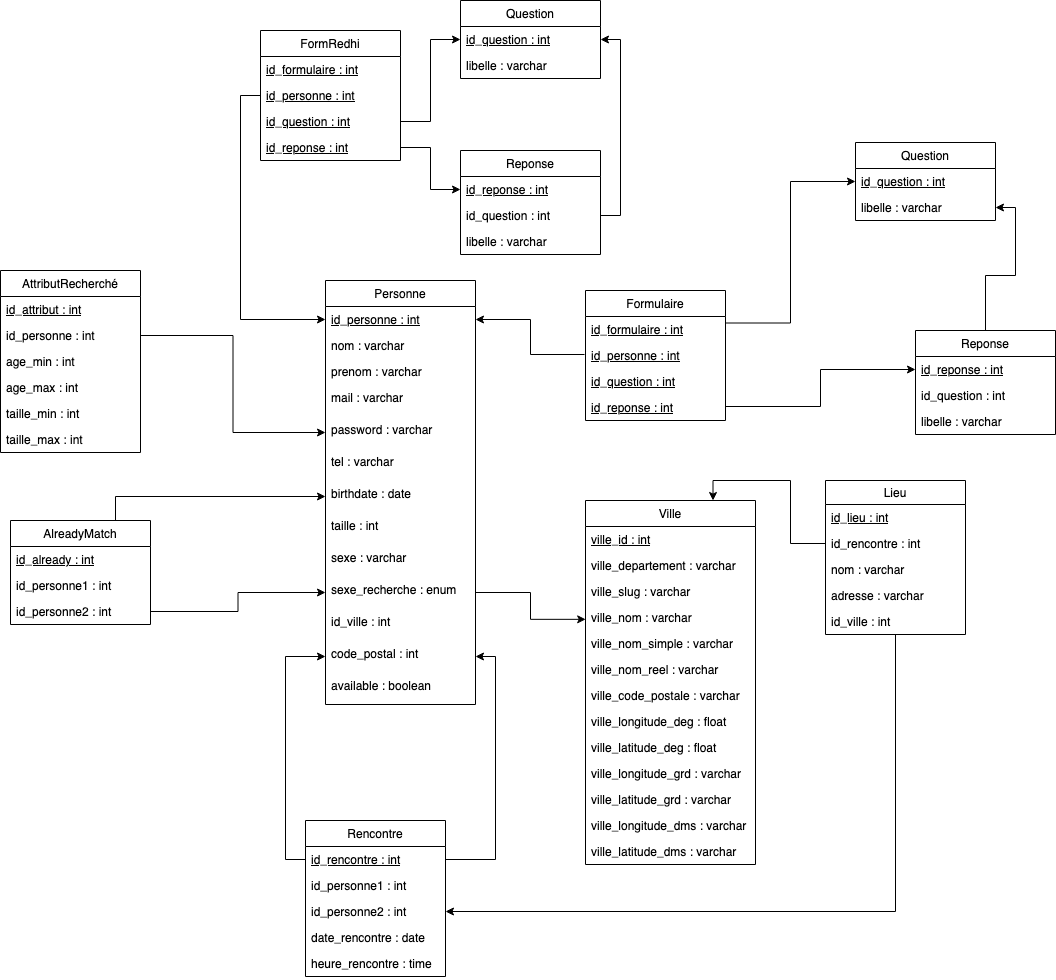 Question
id_question : int
libelle : varchar
FormRedhi
id_formulaire : int
id_personne : int
id_question : int
id_reponse : int
Reponse
id_reponse : int
id_question : int
libelle : varchar
Question
id_question : int
libelle : varchar
AttributRecherché
id_attribut : int
id_personne : int
age_min : int
age_max : int
taille_min : int
taille_max : int
Personne
id_personne : int
nom : varchar
prenom : varchar
mail : varchar
password : varchar
tel : varchar
birthdate : date
taille : int
sexe : varchar
sexe_recherche : enum
id_ville : int
code_postal : int
available : boolean
Formulaire
id_formulaire : int
id_personne : int
id_question : int
id_reponse : int
Reponse
id_reponse : int
id_question : int
libelle : varchar
AlreadyMatch
id_already : int
id_personne1 : int
id_personne2 : int
Ville
ville_id : int
ville_departement : varchar
ville_slug : varchar
ville_nom : varchar
ville_nom_simple : varchar
ville_nom_reel : varchar
ville_code_postale : varchar
ville_longitude_deg : float
ville_latitude_deg : float
ville_longitude_grd : varchar
ville_latitude_grd : varchar
ville_longitude_dms : varchar
ville_latitude_dms : varchar
Lieu
id_lieu : int
id_rencontre : int
nom : varchar
adresse : varchar
id_ville : int
Rencontre
id_rencontre : int
id_personne1 : int
id_personne2 : int
date_rencontre : date
heure_rencontre : time